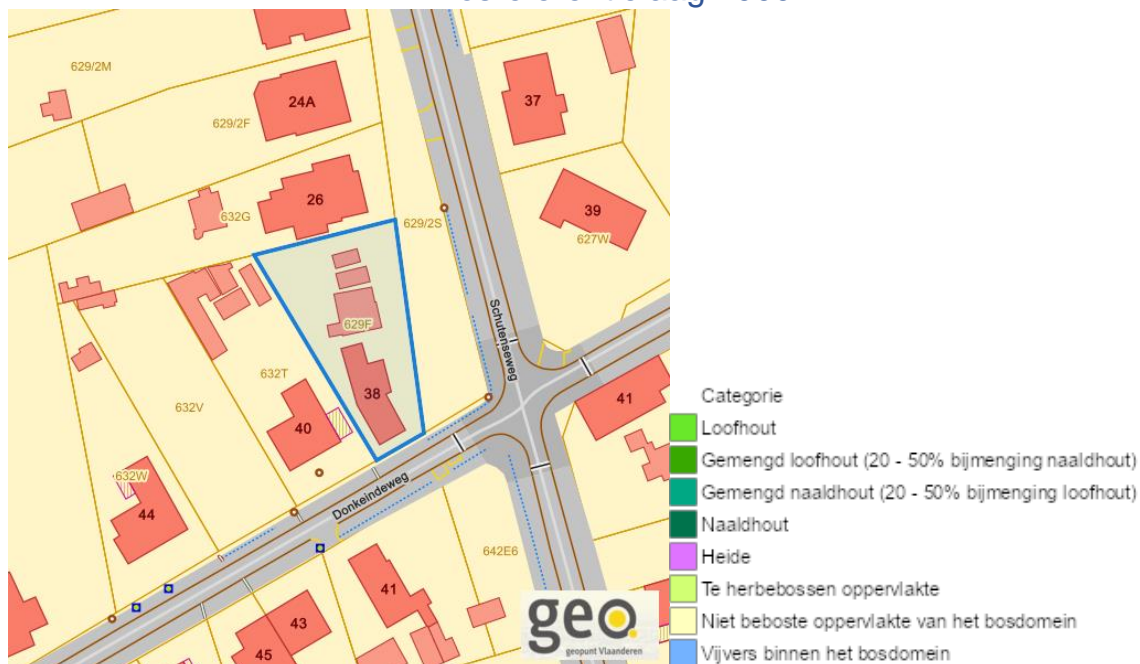 629/2M
24A
37
629/2F
26
632G
629/2S
39
627W
629F
Schutenseweg
632T
38
632V
40
41
632W
44
Donkeindeweg
642E6
41
43
45
geo.
geopunt Vlaanderen
Categorie
Loofhout
Gemengd loofhout (20 - 50% bijmenging naaldhout)
Gemengd naaldhout (20 - 50% bijmenging loofhout)
Naaldhout
Heide
Te herbebossen oppervlakte
Niet beboste oppervlakte van het bosdomein
Vijvers binnen het bosdomein